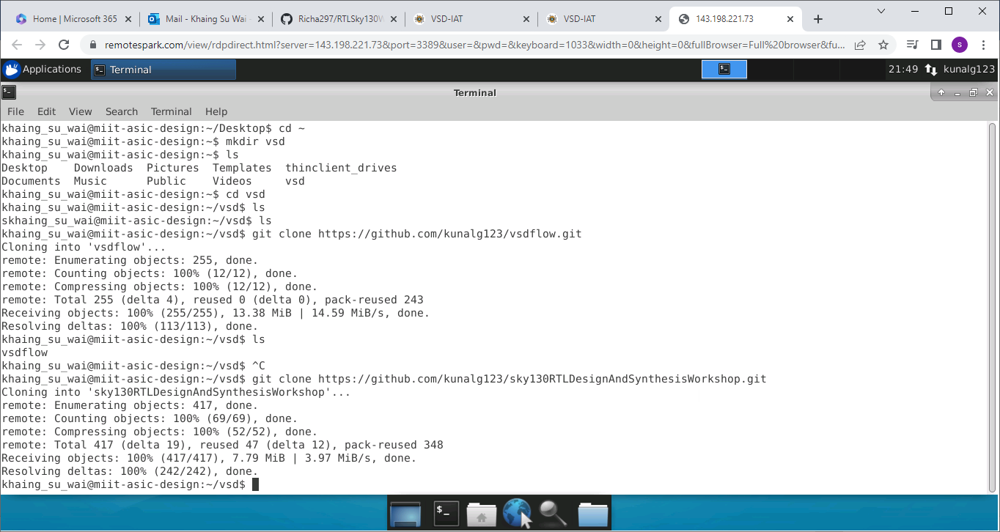 Home | Microsoft 365
Mail - Khaing Su Wai -
Richa297/RTLSky130W
VSD-IAT
VSD-IAT
143.198.221.73
remotespark.com/view/rdpdirect.html?server=143.198.221.73&port=3389&user=&pwd=&keyboard=1033&width=0&height=0&fullBrowser=Full%20browser&fu...
s
Applications
Terminal
21:49
kunalg123
Terminal
File Edit View Search Terminal Help
khaing_su_wai@miit-asic-design:~/Desktop$ cd ~
khaing_su_wai@miit-asic-design:~$ mkdir vsd
khaing_su_wai@miit-asic-design:~$ ls
Desktop    Downloads  Pictures  Templates  thinclient_drives
Documents  Music      Public    Videos     vsd
khaing_su_wai@miit-asic-design:~$ cd vsd
khaing_su_wai@miit-asic-design:~/vsd$ ls
skhaing_su_wai@miit-asic-design:~/vsd$ ls
khaing_su_wai@miit-asic-design:~/vsd$ git clone https://github.com/kunalg123/vsdflow.git
Cloning into 'vsdflow'...
remote: Enumerating objects: 255, done.
remote: Counting objects: 100% (12/12), done.
remote: Compressing objects: 100% (12/12), done.
remote: Total 255 (delta 4), reused 0 (delta 0), pack-reused 243
Receiving objects: 100% (255/255), 13.38 MiB | 14.59 MiB/s, done.
Resolving deltas: 100% (113/113), done.
khaing_su_wai@miit-asic-design:~/vsd$ ls
vsdflow
khaing_su_wai@miit-asic-design:~/vsd$ ^C
khaing_su_wai@miit-asic-design:~/vsd$ git clone https://github.com/kunalg123/sky130RTLDesignAndSynthesisWorkshop.git
Cloning into 'sky130RTLDesignAndSynthesisWorkshop'...
remote: Enumerating objects: 417, done.
remote: Counting objects: 100% (69/69), done.
remote: Compressing objects: 100% (52/52), done.
remote: Total 417 (delta 19), reused 47 (delta 12), pack-reused 348
Receiving objects: 100% (417/417), 7.79 MiB | 3.97 MiB/s, done.
Resolving deltas: 100% (242/242), done.
khaing_su_wai@miit-asic-design:~/vsd$